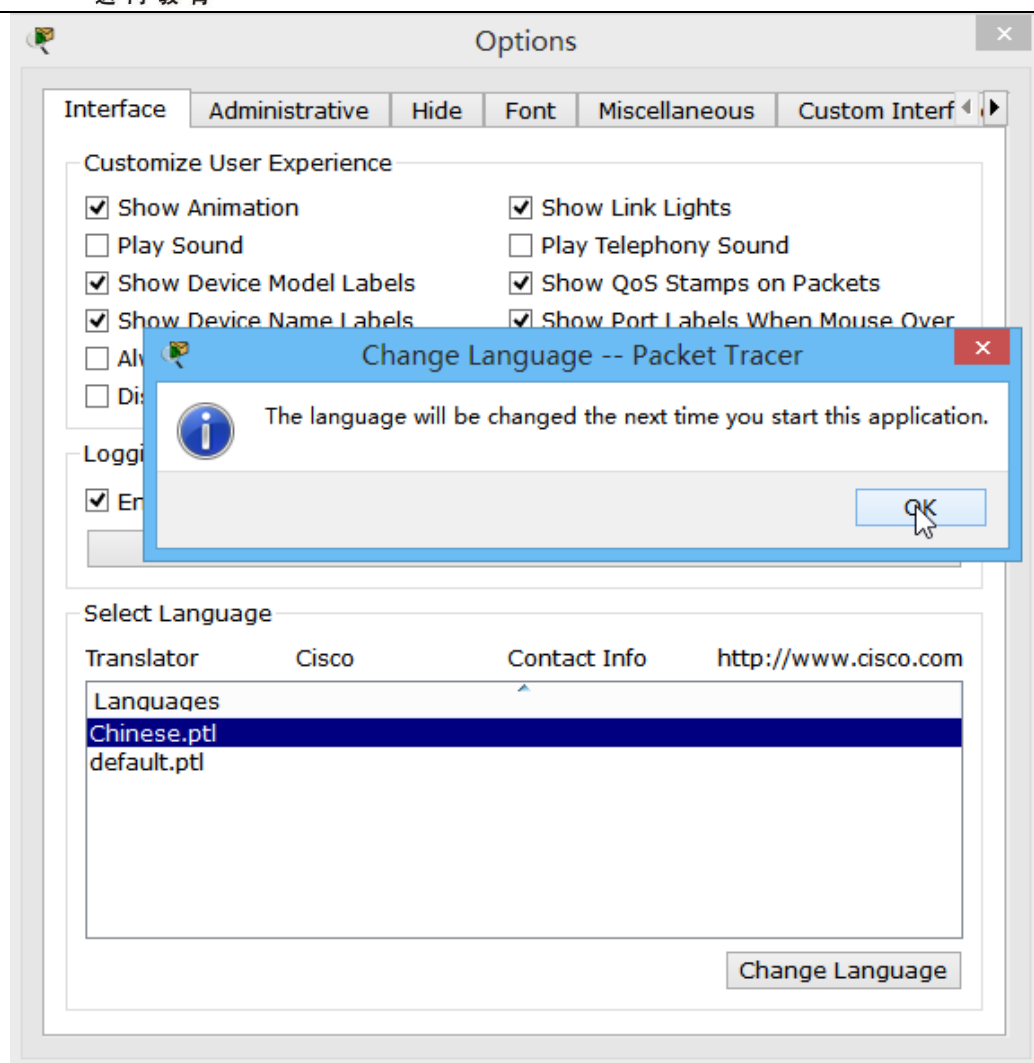 Options
Interface Administrative Hide Font Miscellaneous Custom Interf
Customize User Experience
Show Animation Show Link Lights
Play Sound Play Telephony Sound
Show Device Model Labels Show QoS Stamps on Packets
Show Device Name Labels Show Port Labels When Mouse Over
Change Language -- Packet Tracer
The language will be changed the next time you start this application.
OK
Select Language
Translator Cisco Contact Info http://www.cisco.com
Languages
Chinese.ptl
default.ptl
Change Language